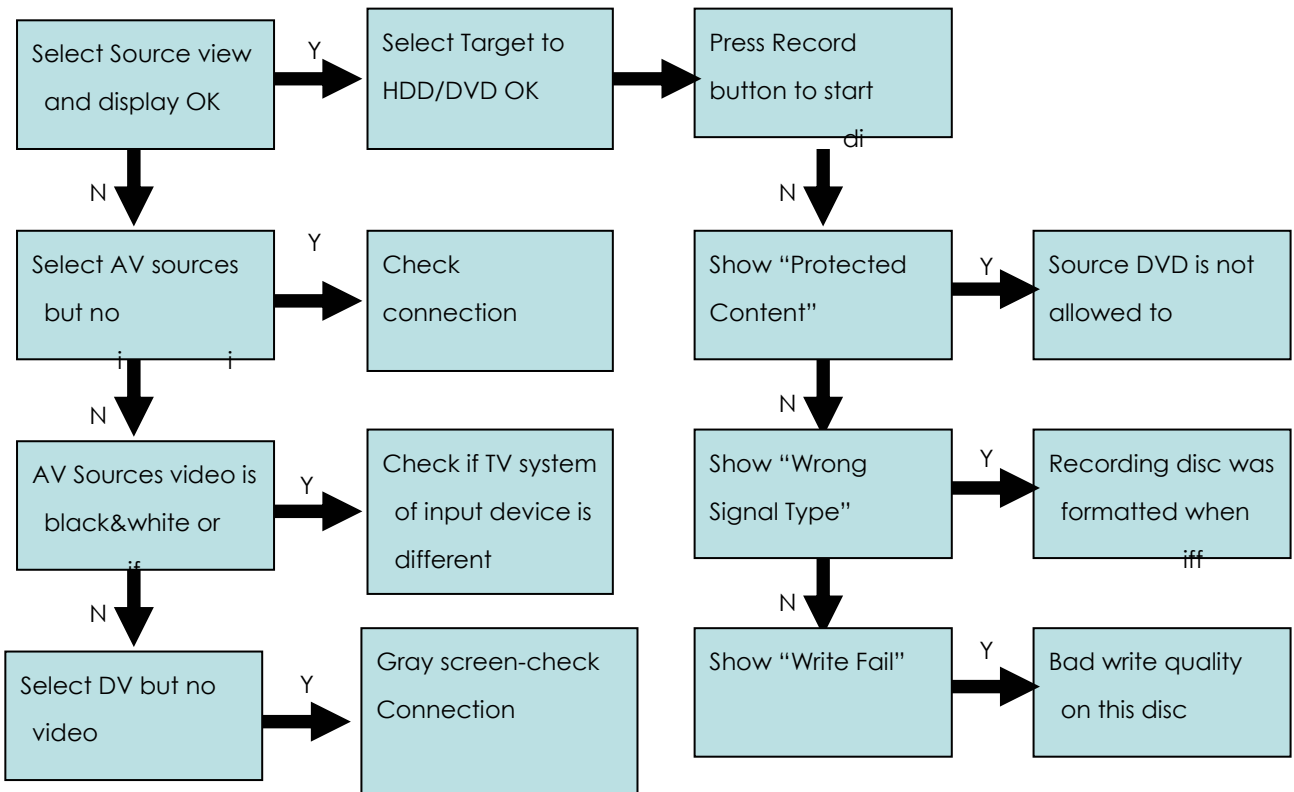 Select Source view
and display OK
Y
Select Target to
HDD/DVD OK
Press Record
button to start
di
N
N
Select AV sources
but no
i i
Y
Check
connection
Show “Protected
Content”
Y
Source DVD is not
allowed to
N
N
AV Sources video is
black&white or
if
Y
Check if TV system
of input device is
different
Show “Wrong
Signal Type”
Y
Recording disc was
formatted when
iff
N
N
Select DV but no
video
Y
Gray screen-check
Connection
Show “Write Fail”
Y
Bad write quality
on this disc